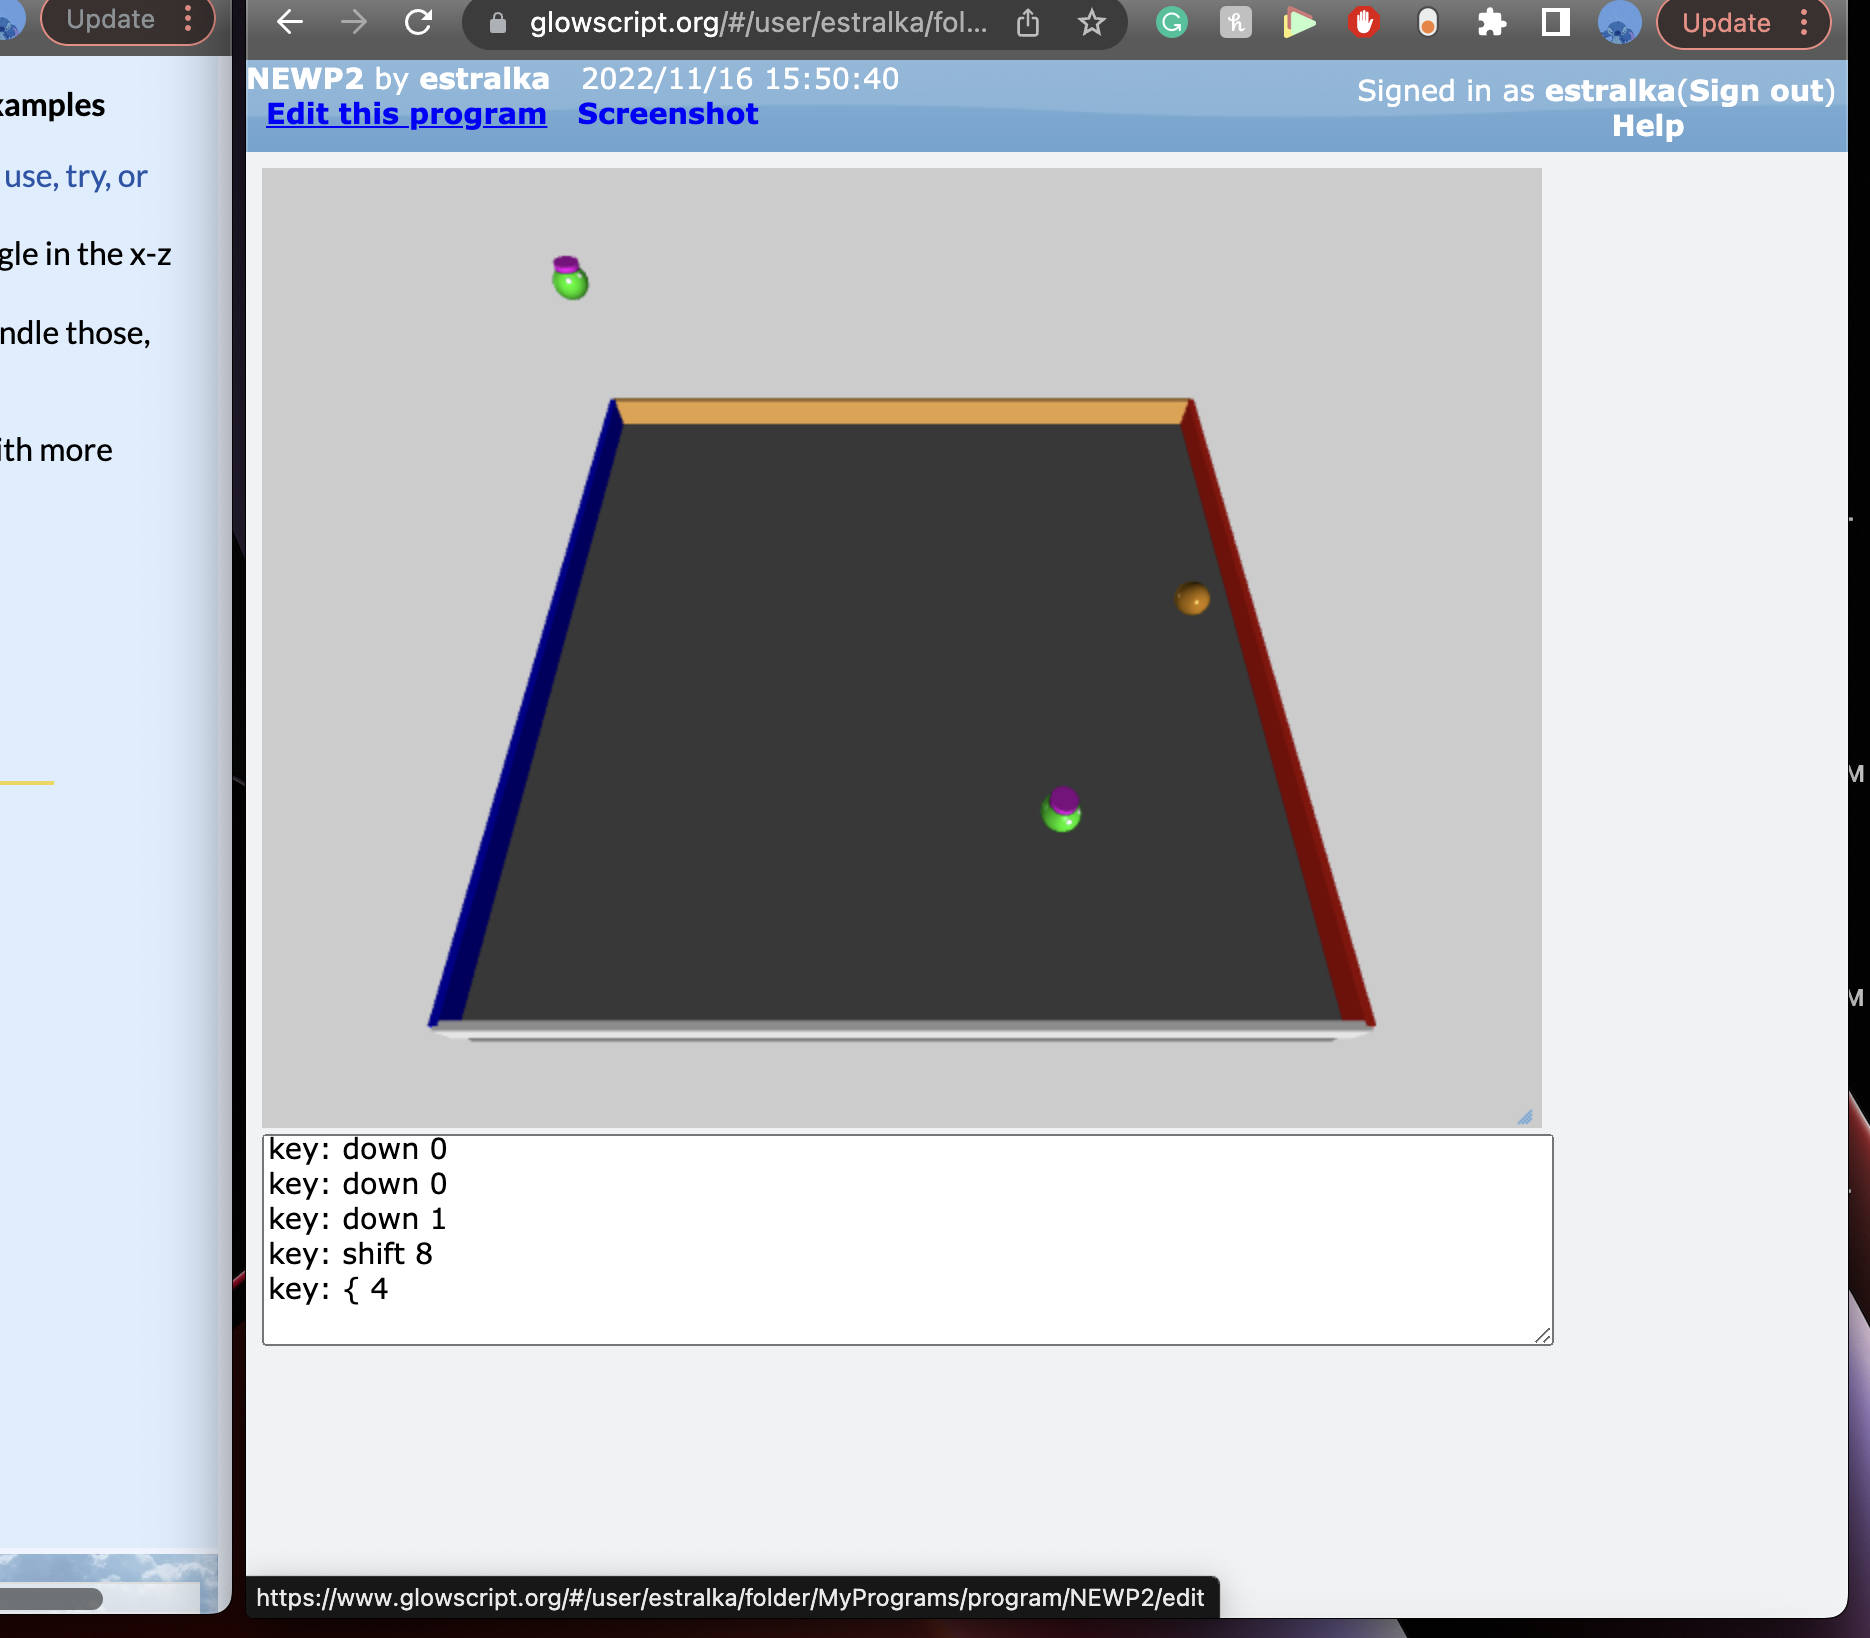 Update
amples
use, try, or
gle in the x-z
ndle those,
ith more
glowscript.org/#/user/estralka/fol...
Update
NEWP2 by estralka 2022/11/16 15:50:40
Edit this program Screenshot
Signed in as estralka(Sign out)
Help
key: down 0
key: down 0
key: down 1
key: shift 8
key: { 4
https://www.glowscript.org/#/user/estralka/folder/MyPrograms/program/NEWP2/edit
M
M